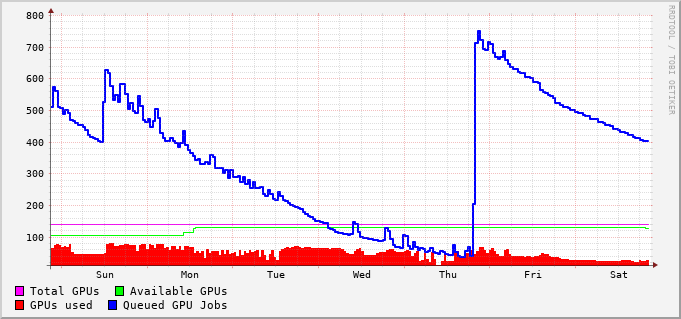 800
700
600
500
400
300
200
100
Sun Mon Tue Wed Thu Fri Sat
Total GPUs Available GPUs
GPUs used Queued GPU Jobs
RRDTOOL / TOBI OETIKER